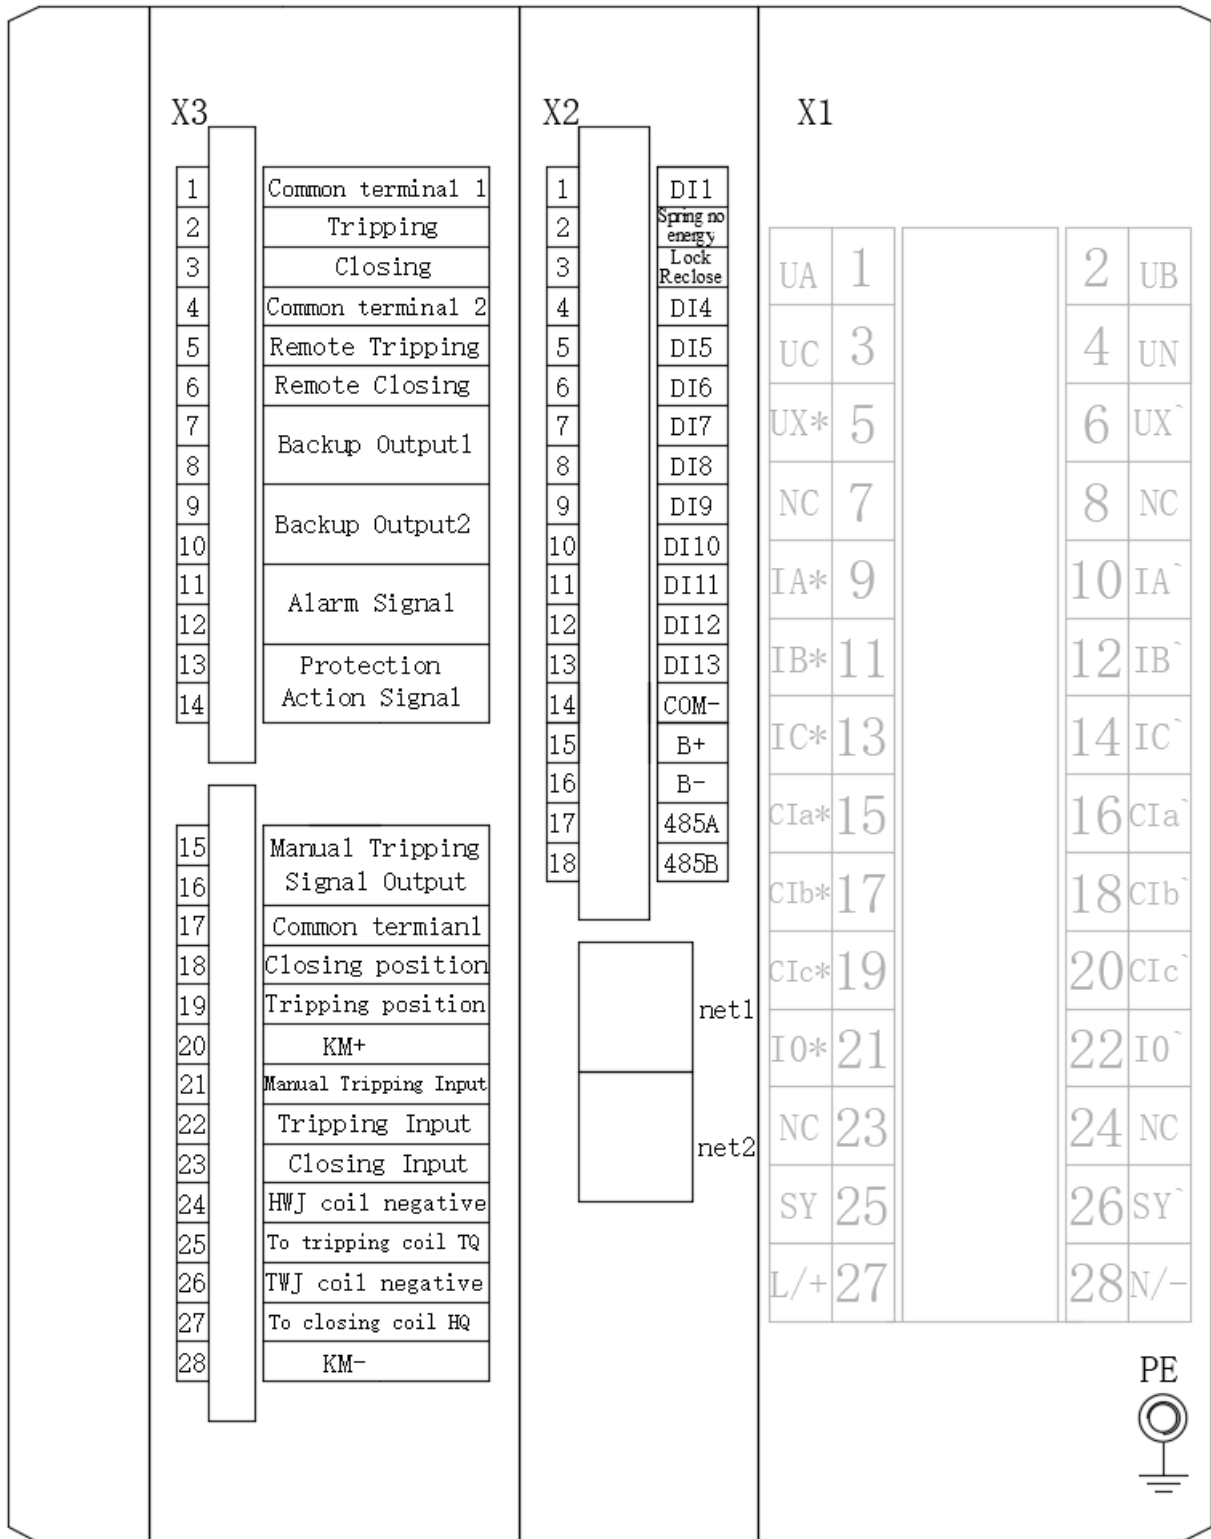 X3
1 Common terminal 1
2 Tripping
3 Closing
4 Common terminal 2
5 Remote Tripping
6 Remote Closing
7
Backup Output1
8
9
Backup Output2
10
11
Alarm Signal
12
13 Protection
14 Action Signal
15 Manual Tripping
16 Signal Output
17 Common termianl
18 Closing position
19 Tripping position
20 KM+
21 Manual Tripping Input
22 Tripping Input
23 Closing Input
24 HWJ coil negative
25 To tripping coil TQ
26 TWJ coil negative
27 To closing coil HQ
28 KM-
X2
1 DI1
2 Spring no
energy
3 Lock
Reclose
4 DI4
5 DI5
6 DI6
7 DI7
8 DI8
9 DI9
10 DI10
11 DI11
12 DI12
13 DI13
14 COM-
15 B+
16 B-
17 485A
18 485B
net1
net2
X1
UA 1 2 UB
UC 3 4 UN
UX* 5 6 UX`
NC 7 8 NC
IA* 9 10 IA`
IB* 11 12 IB`
IC* 13 14 IC`
CIa* 15 16 CIa`
CIb* 17 18 CIb`
CIc* 19 20 CIc`
I0* 21 22 I0`
NC 23 24 NC
SY 25 26 SY`
L/+ 27 28 N/-
PE